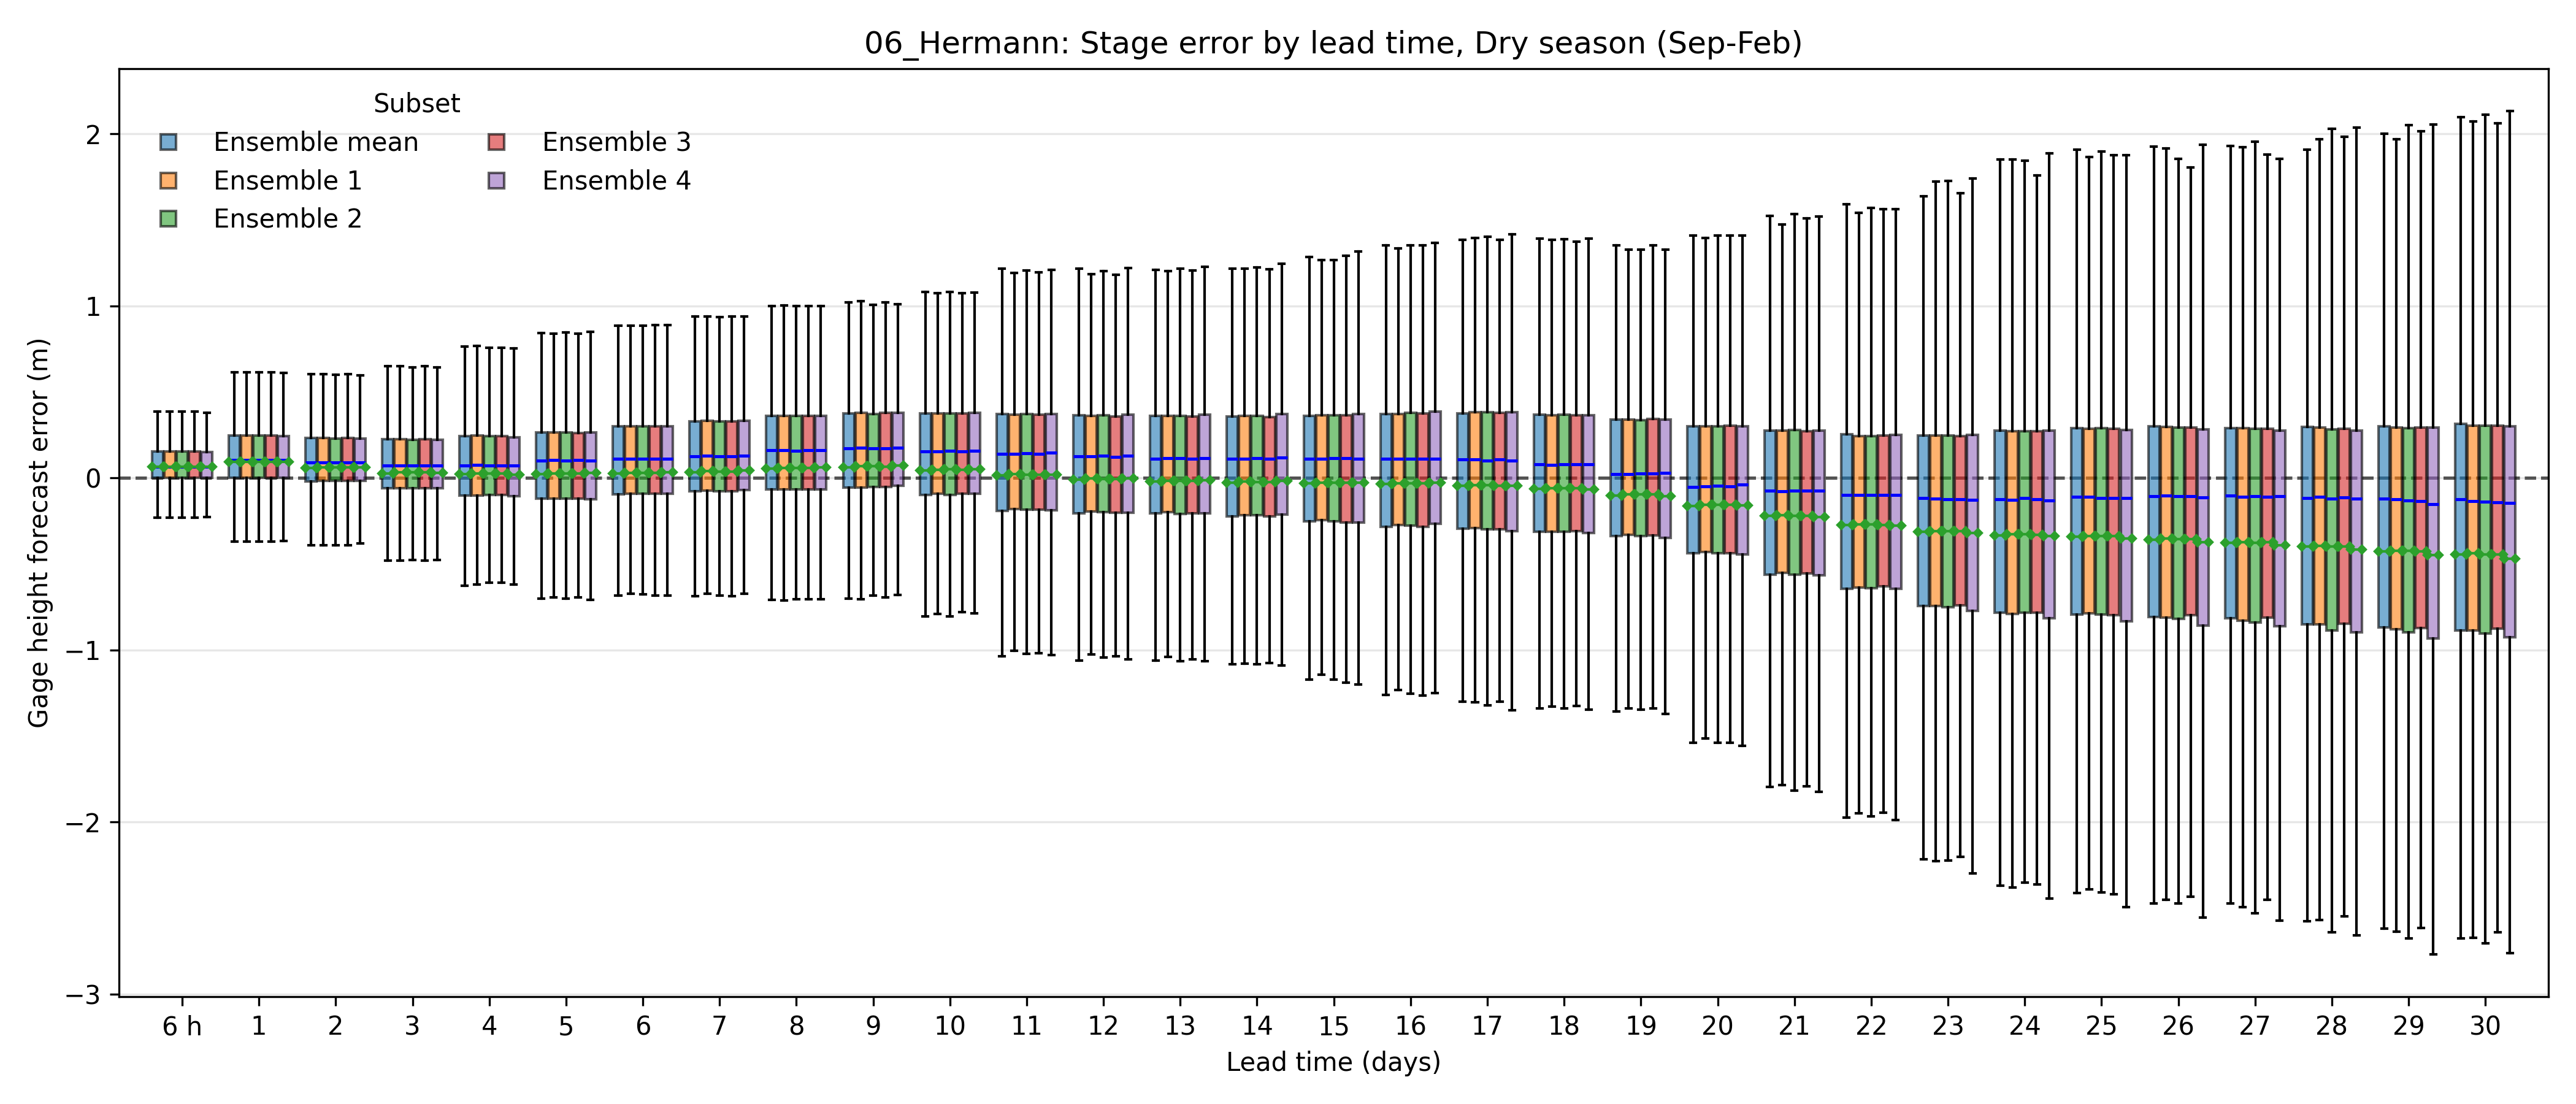 06_Hermann: Stage error by lead time, Dry season (Sep-Feb)
Subset
Ensemble mean
Ensemble 1
Ensemble 2
Ensemble 3
Ensemble 4
Gage height forecast error (m)
2
1
0
−1
−2
−3
6 h 1 2 3 4 5 6 7 8 9 10 11 12 13 14 15 16 17 18 19 20 21 22 23 24 25 26 27 28 29 30
Lead time (days)